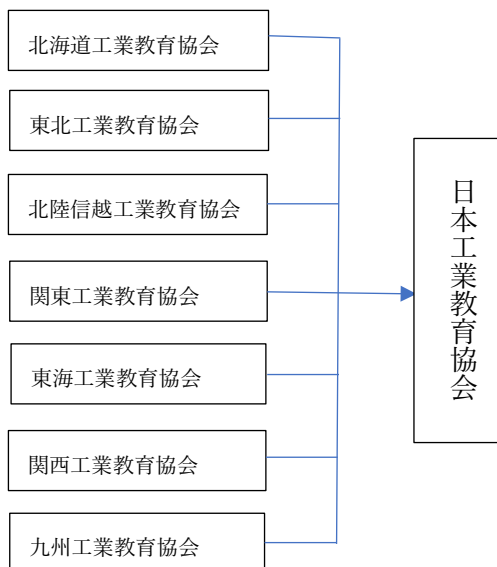 北海道工業教育協会
東北工業教育協会
北陸信越工業教育協会
関東工業教育協会
東海工業教育協会
関西工業教育協会
九州工業教育協会
日本工業教育協会